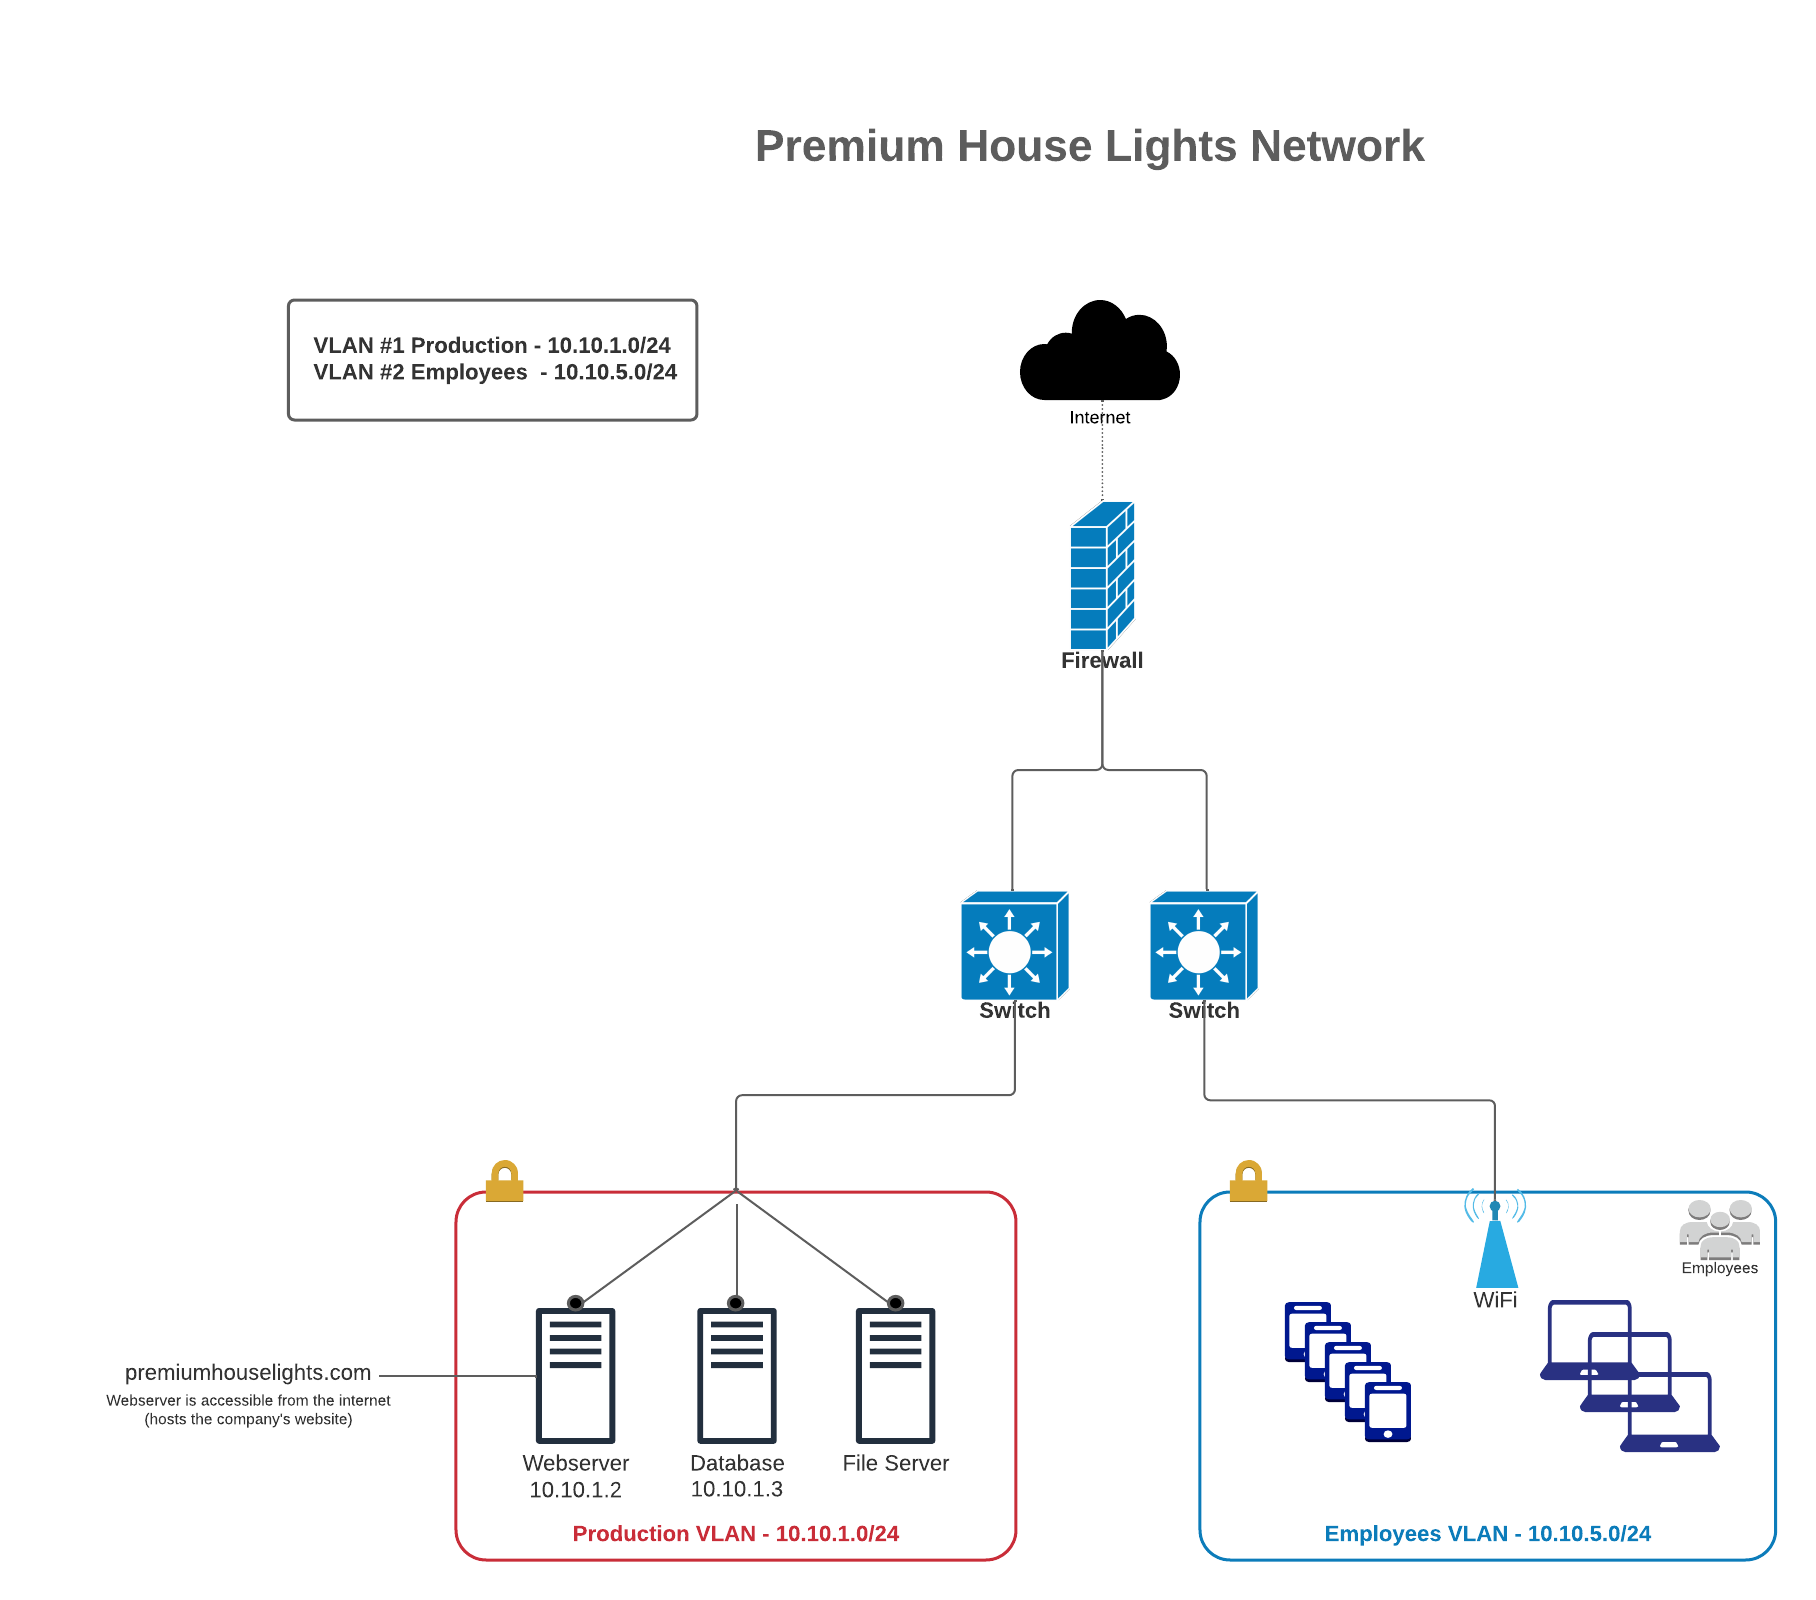 Premium House Lights Network
VLAN #1 Production - 10.10.1.0/24
VLAN #2 Employees  - 10.10.5.0/24
Internet
Firewall
Switch
Switch
Employees
WiFi
premiumhouselights.com
Webserver is accessible from the internet
(hosts the company's website)
Webserver
10.10.1.2
Database
10.10.1.3
File Server
Production VLAN - 10.10.1.0/24
Employees VLAN - 10.10.5.0/24